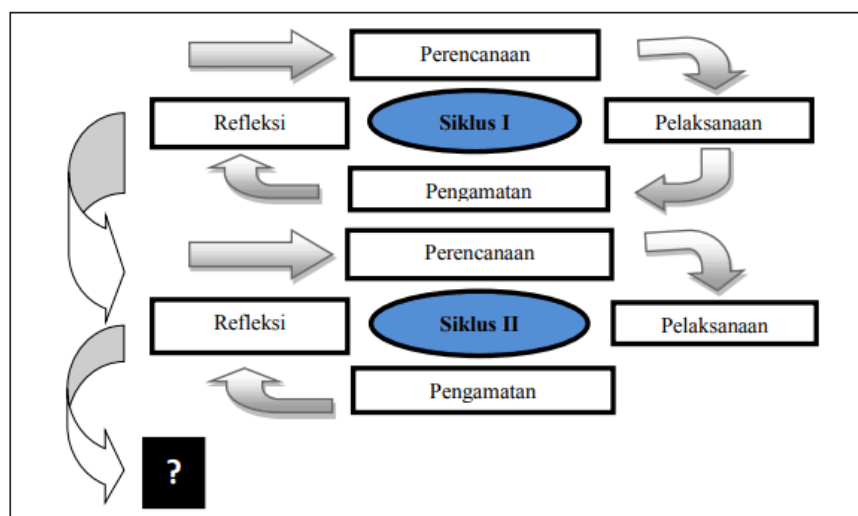 Perencanaan
Refleksi
Siklus I
Pelaksanaan
Pengamatan
Perencanaan
Refleksi
Siklus II
Pelaksanaan
Pengamatan
?